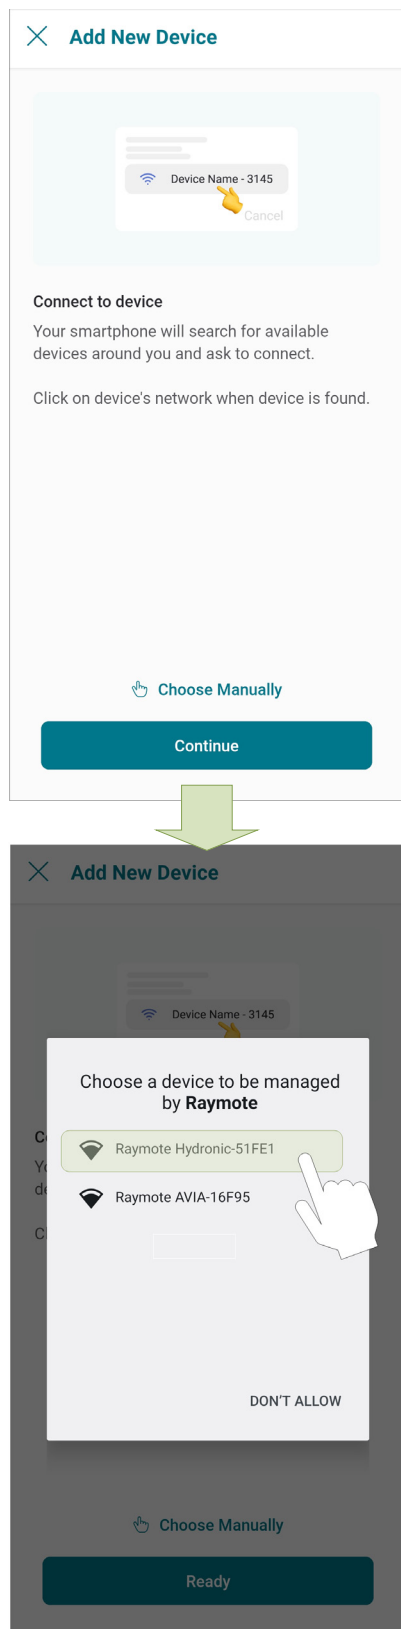 Add New Device
Device Name - 3145
Cancel
Connect to device
Your smartphone will search for available
devices around you and ask to connect.
Click on device's network when device is found.
Choose Manually
Continue
Add New Device
Device Name - 3145
Choose a device to be managed
by Raymote
Raymote Hydronic-51FE1
Raymote AVIA-16F95
DON'T ALLOW
Choose Manually
Ready